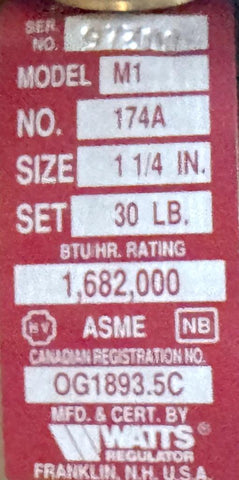 SER.
NO.
MODEL M1
NO. 174A
SIZE 1 1/4 IN.
SET 30 LB.
BTU/HR. RATING
1,682,000
ASME NB
CANADIAN REGISTRATION NO.
OG1893.5C
MFD. & CERT. BY
WATTS®
REGULATOR
FRANKLIN, N.H. U.S.A.